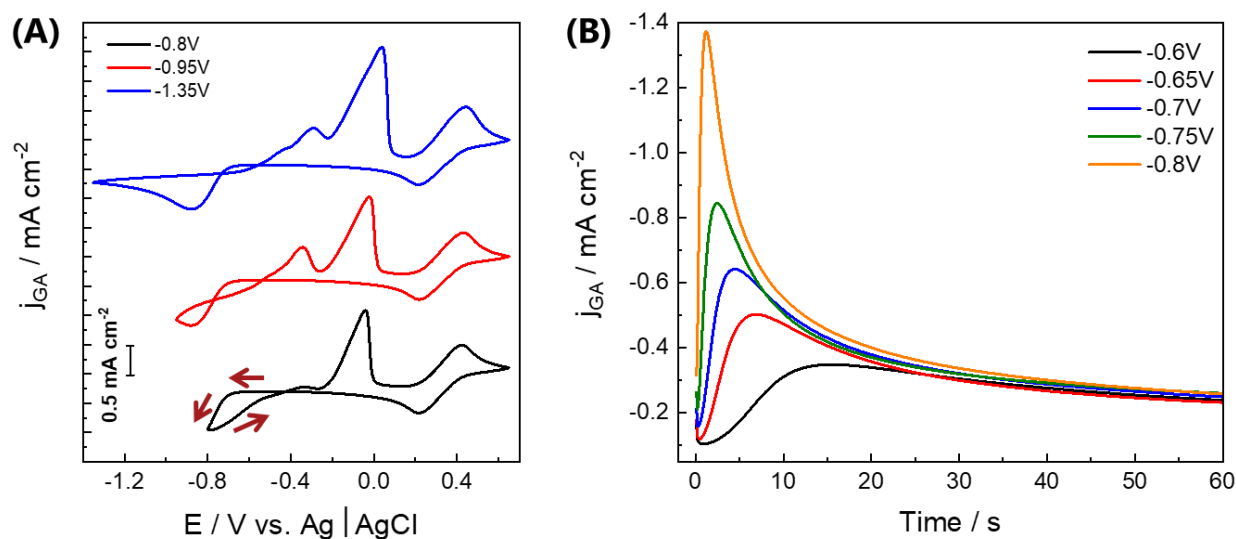 (A)
-0.8V
-0.95V
-1.35V
j_GA / mA cm⁻²
0.5 mA cm⁻²
-1.2 -0.8 -0.4 0.0 0.4
E / V vs. Ag | AgCl
(B)
-1.4
-1.2
-1.0
-0.8
-0.6
-0.4
-0.2
j_GA / mA cm⁻²
-0.6V
-0.65V
-0.7V
-0.75V
-0.8V
0 10 20 30 40 50 60
Time / s